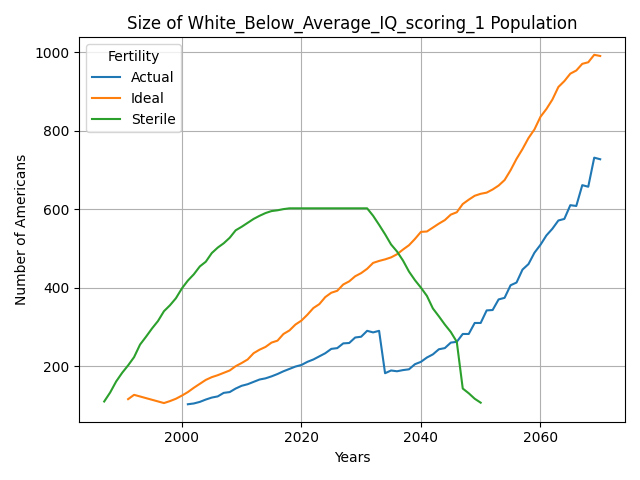 Size of White_Below_Average_IQ_scoring_1 Population
Fertility
Actual
Ideal
Sterile
Number of Americans
1000
800
600
400
200
2000
2020
2040
2060
Years